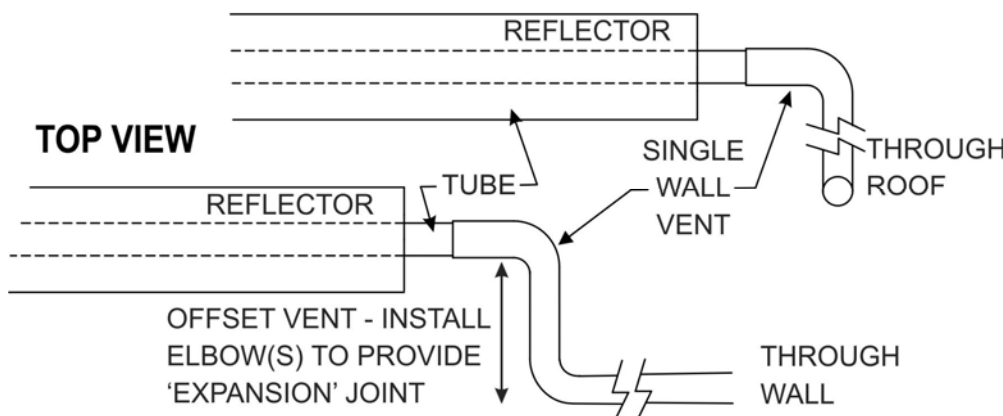 REFLECTOR
TOP VIEW
SINGLE
WALL
VENT
THROUGH
ROOF
TUBE
REFLECTOR
OFFSET VENT - INSTALL
ELBOW(S) TO PROVIDE
‘EXPANSION’ JOINT
THROUGH
WALL